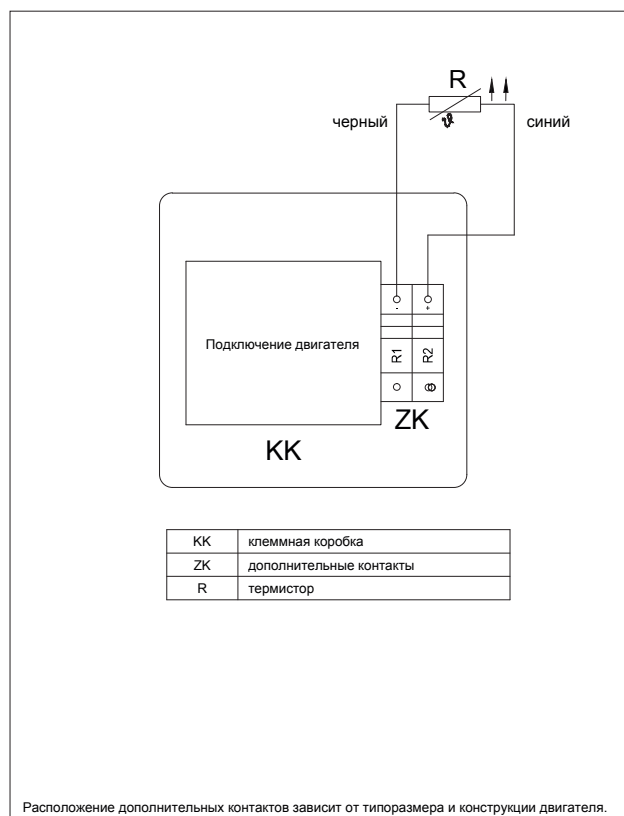 R
ϑ
черный
синий
- +
Подключение двигателя
R1
R2
ZK
KK
KK клеммная коробка
ZK дополнительные контакты
R термистор
Расположение дополнительных контактов зависит от типоразмера и конструкции двигателя.